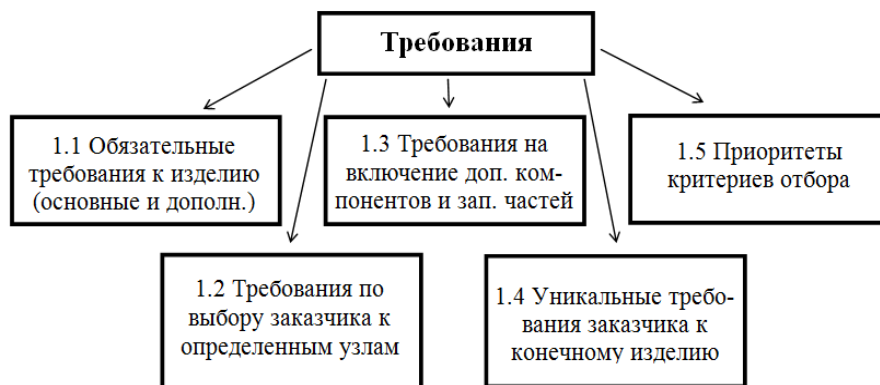 Требования
1.1 Обязательные
требования к изделию
(основные и дополн.)
1.3 Требования на
включение доп. ком-
понентов и зап. частей
1.5 Приоритеты
критериев отбора
1.2 Требования по
выбору заказчика к
определенным узлам
1.4 Уникальные требо-
вания заказчика к
конечному изделию